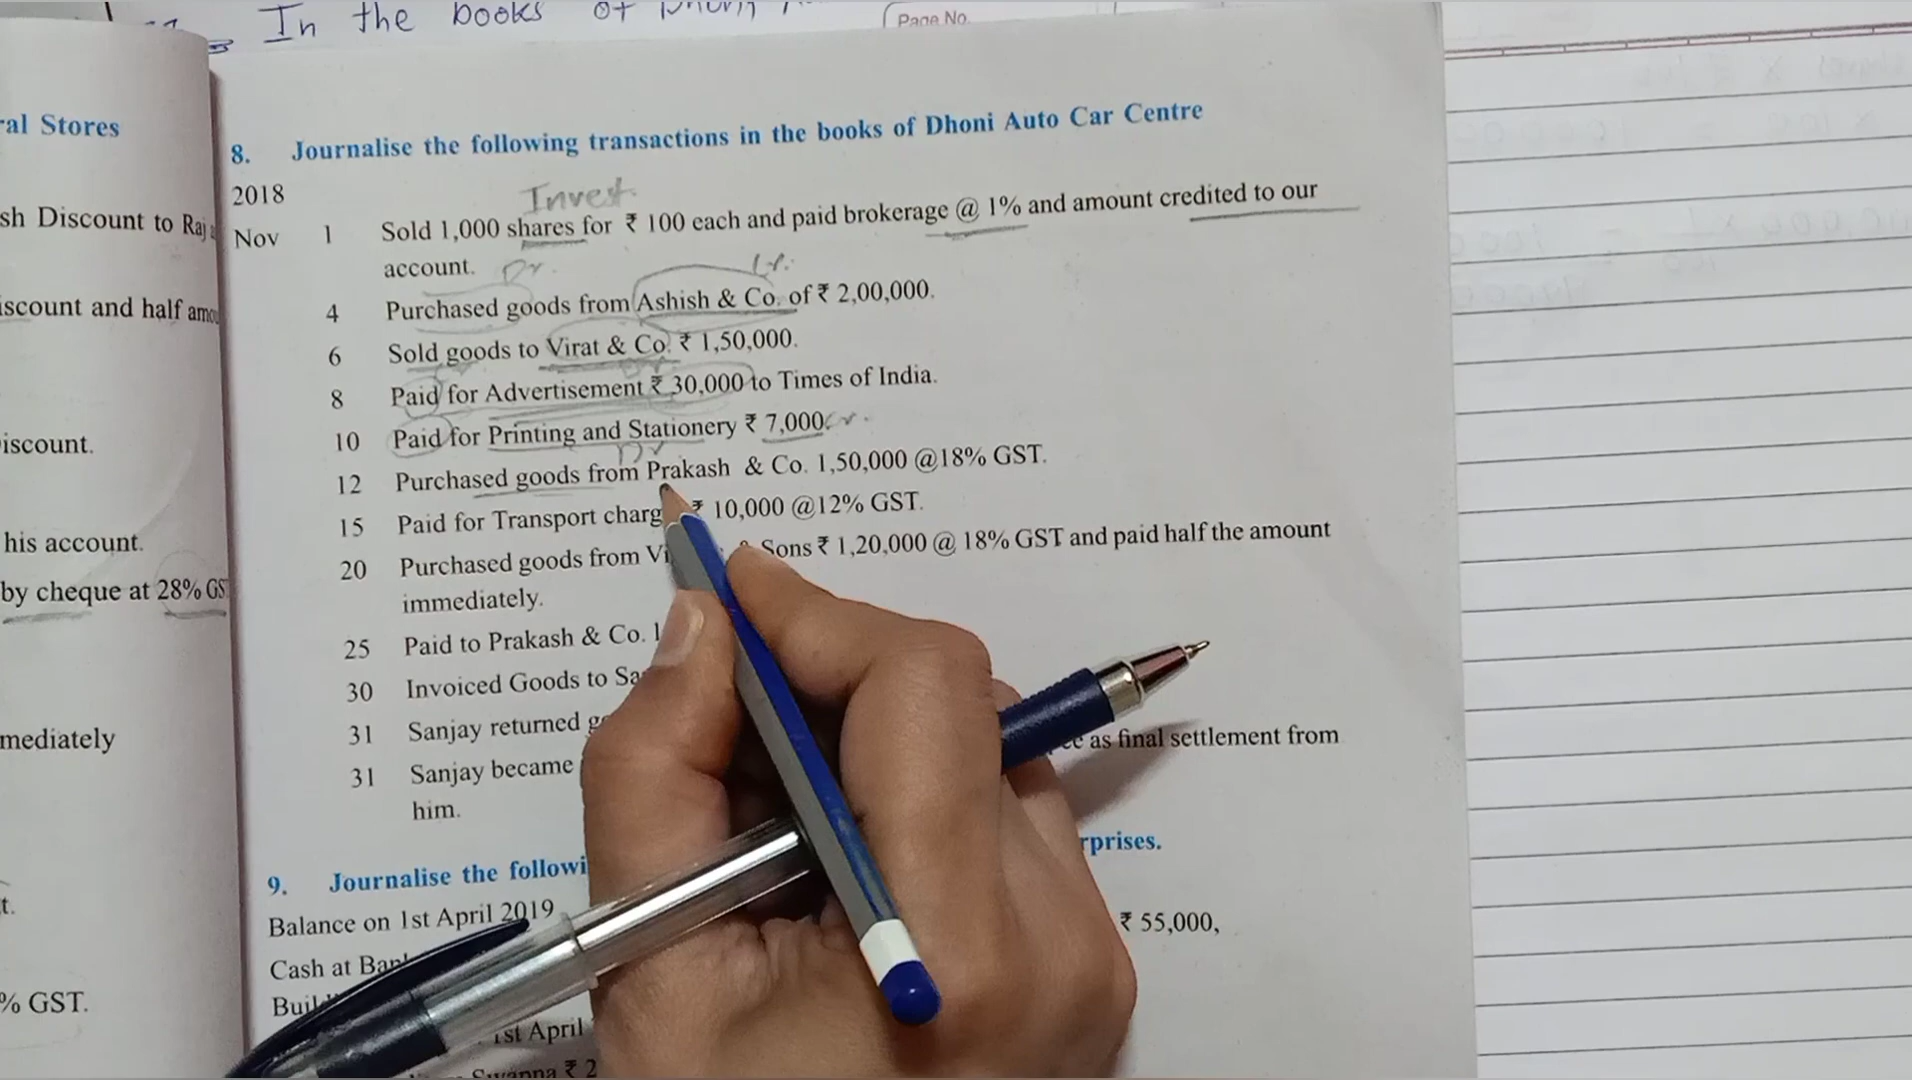 In the books of
Page No.
al Stores
sh Discount to Raj
iscount and half amo
iscount.
his account.
by cheque at 28% GS
mediately
t.
% GST.
8. Journalise the following transactions in the books of Dhoni Auto Car Centre
2018
Invest.
Nov 1 Sold 1,000 shares for ₹ 100 each and paid brokerage @ 1% and amount credited to our
account. Dr. Cr.
4 Purchased goods from Ashish & Co. of ₹ 2,00,000.
6 Sold goods to Virat & Co. ₹ 1,50,000.
8 Paid for Advertisement ₹ 30,000 to Times of India.
10 Paid for Printing and Stationery ₹ 7,000.
Dr
12 Purchased goods from Prakash & Co. 1,50,000 @18% GST.
15 Paid for Transport charg ₹ 10,000 @12% GST.
20 Purchased goods from Vi & Sons ₹ 1,20,000 @ 18% GST and paid half the amount
immediately.
25 Paid to Prakash & Co.
30 Invoiced Goods to Sa
31 Sanjay returned g
31 Sanjay became as final settlement from
him.
9. Journalise the followi rprises.
Balance on 1st April 2019
₹ 55,000,
Cash at Bank
Buil
1st April
₹ 2